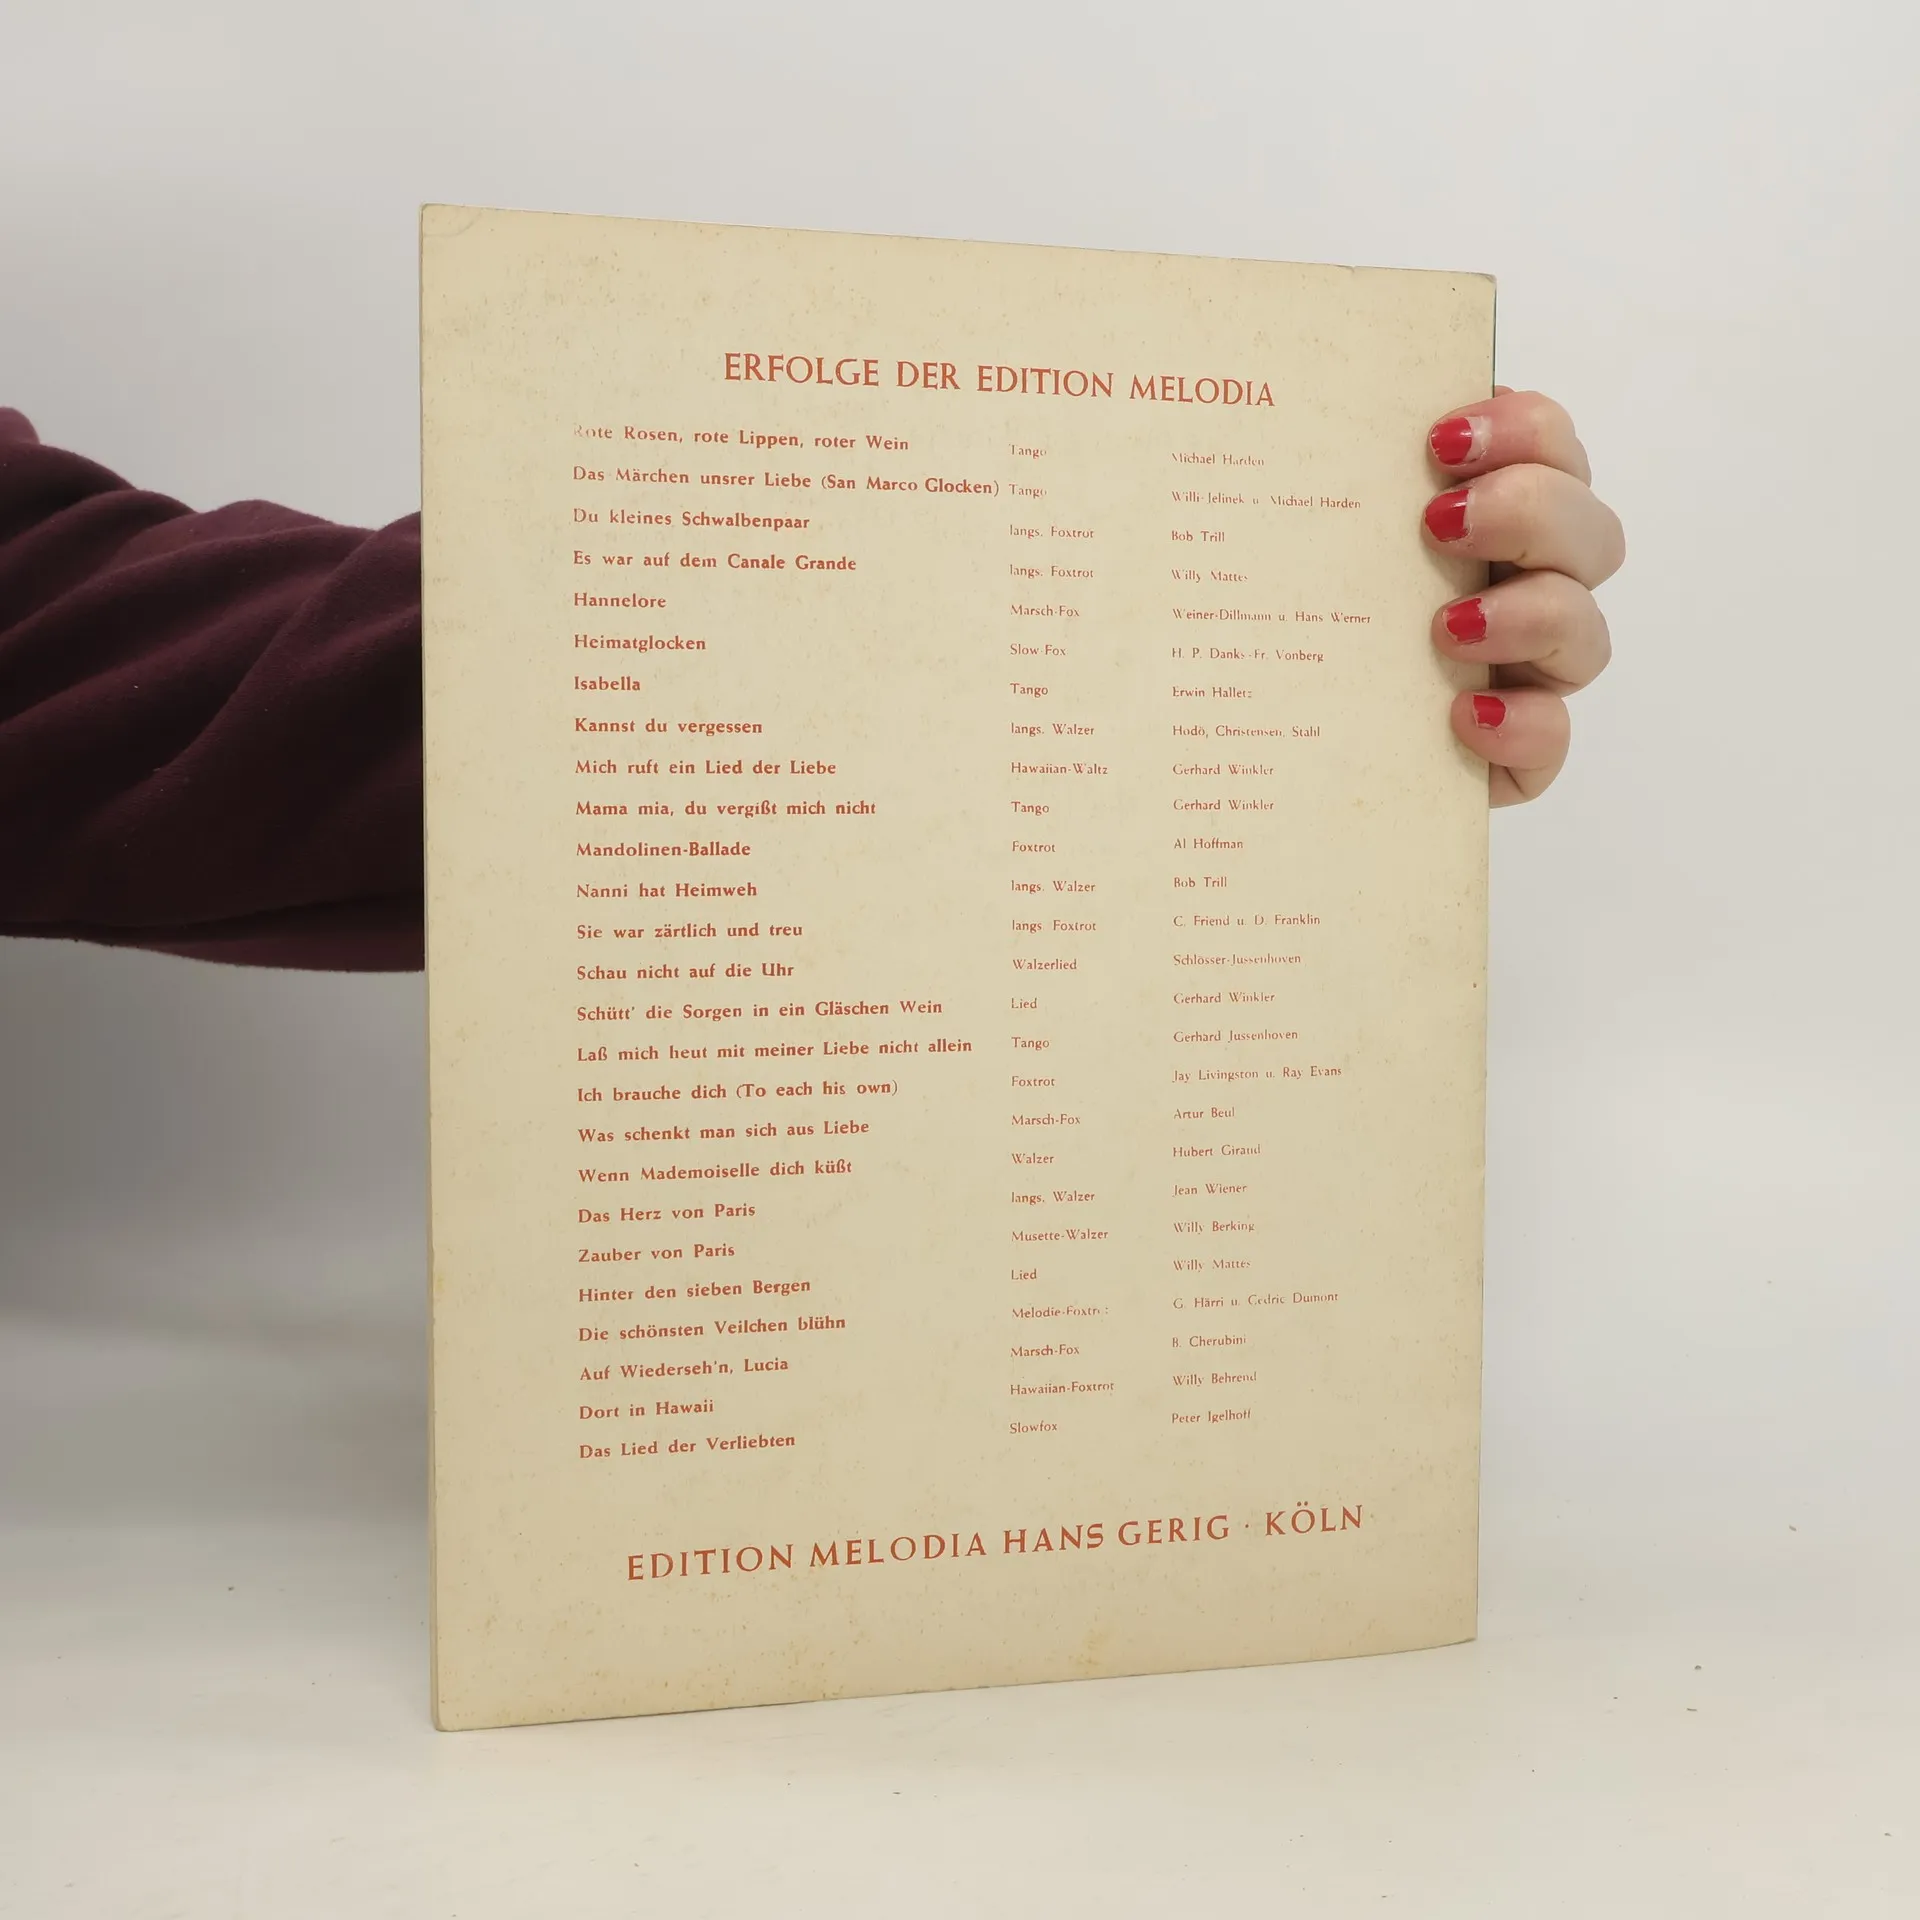 ERFOLGE DER EDITION MELODIA
Rote Rosen, rote Lippen, roter Wein Tango Michael Harden
Das Märchen unsrer Liebe (San Marco Glocken) Tango Willi Jelinek u. Michael Harden
Du kleines Schwalbenpaar langs. Foxtrot Bob Trill
Es war auf dem Canale Grande langs. Foxtrot Willy Mattes
Hannelore Marsch-Fox Weiner-Dillmann u. Hans Werner
Heimatglocken Slow-Fox H. P. Danks-Fr. Vonberg
Isabella Tango Erwin Halletz
Kannst du vergessen langs. Walzer Hodö, Christensen, Stahl
Mich ruft ein Lied der Liebe Hawaiian-Waltz Gerhard Winkler
Mama mia, du vergißt mich nicht Tango Gerhard Winkler
Mandolinen-Ballade Foxtrot Al Hoffman
Nanni hat Heimweh langs. Walzer Bob Trill
Sie war zärtlich und treu langs. Foxtrot C. Friend u. D. Franklin
Schau nicht auf die Uhr Walzerlied Schlösser-Jussenhoven
Schütt' die Sorgen in ein Gläschen Wein Lied Gerhard Winkler
Laß mich heut mit meiner Liebe nicht allein Tango Gerhard Jussenhoven
Ich brauche dich (To each his own) Foxtrot Jay Livingston u. Ray Evans
Was schenkt man sich aus Liebe Marsch-Fox Artur Beul
Wenn Mademoiselle dich küßt Walzer Hubert Giraud
Das Herz von Paris langs. Walzer Jean Wiener
Zauber von Paris Musette-Walzer Willy Berking
Hinter den sieben Bergen Lied Willy Mattes
Die schönsten Veilchen blühn Melodie-Foxtrot G. Härri u. Cedric Dumont
Auf Wiederseh'n, Lucia Marsch-Fox B. Cherubini
Dort in Hawaii Hawaiian-Foxtrot Willy Behrend
Das Lied der Verliebten Slowfox Peter Igelhoff
EDITION MELODIA HANS GERIG · KÖLN